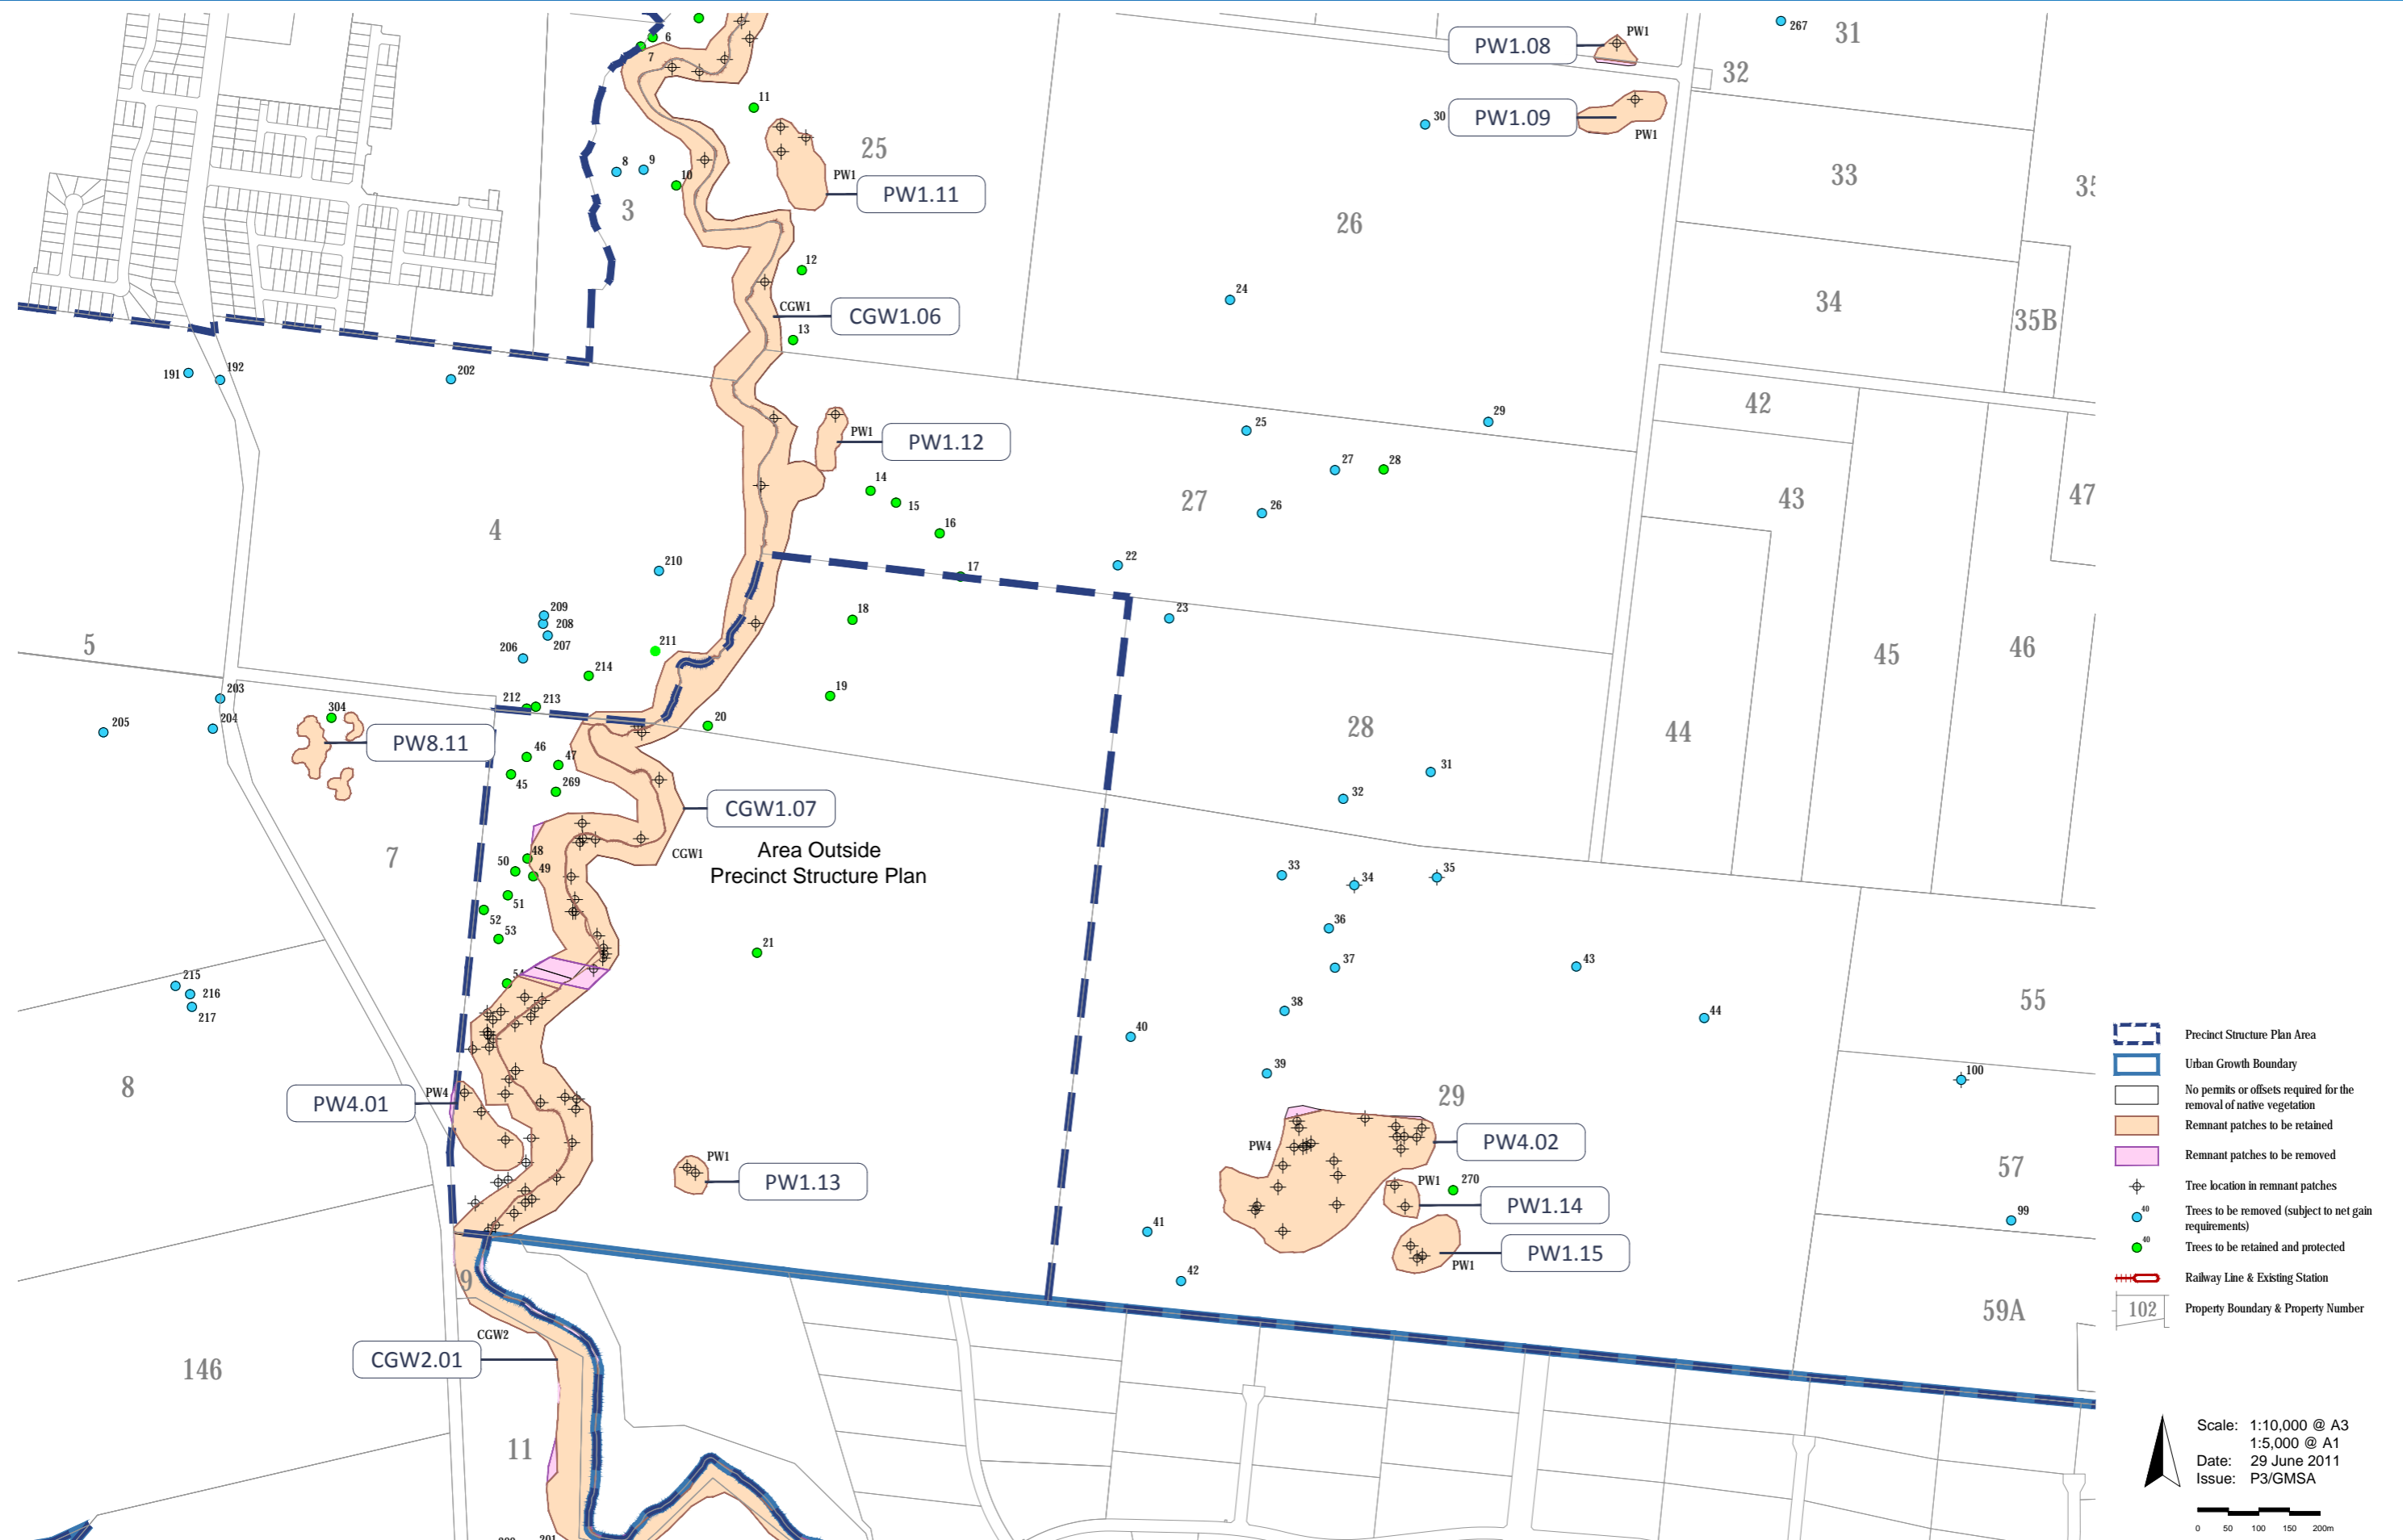 6
7
PW1
PW1.08
267
31
32
11
30
PW1.09
PW1
25
8
9
10
PW1
PW1.11
3
33
26
12
24
34
35B
CGW1
CGW1.06
13
191
192
202
42
29
25
PW1
PW1.12
27
28
14
15
26
27
43
47
16
4
22
17
210
209
208
207
206
18
23
5
211
214
45
46
203
212
213
19
304
205
204
20
28
44
PW8.11
46
47
45
269
31
32
CGW1.07
CGW1
Area Outside
Precinct Structure Plan
7
48
50
49
33
34
35
51
52
53
36
21
37
43
215
216
217
38
44
40
55
39
8
29
100
PW4
PW4.01
PW4
PW4.02
PW1
PW1.13
PW1
270
PW1.14
57
99
41
PW1.15
PW1
42
9
59A
CGW2
CGW2.01
146
11
201
Precinct Structure Plan Area
Urban Growth Boundary
No permits or offsets required for the
removal of native vegetation
Remnant patches to be retained
Remnant patches to be removed
Tree location in remnant patches
40 Trees to be removed (subject to net gain
requirements)
40 Trees to be retained and protected
Railway Line & Existing Station
102 Property Boundary & Property Number
Scale: 1:10,000 @ A3
1:5,000 @ A1
Date: 29 June 2011
Issue: P3/GMSA
0 50 100 150 200m